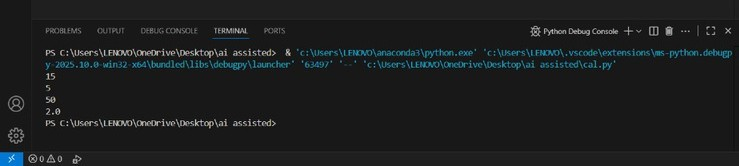 PROBLEMS OUTPUT DEBUG CONSOLE TERMINAL PORTS Python Debug Console
PS C:\Users\LENOVO\OneDrive\Desktop\ai assisted> & 'c:\Users\LENOVO\anaconda3\python.exe' 'c:\Users\LENOVO\.vscode\extensions\ms-python.debugp
y-2025.10.0-win32-x64\bundled\libs\debugpy\launcher' '63497' '--' 'c:\Users\LENOVO\OneDrive\Desktop\ai assisted\cal.py'
15
5
50
2.0
PS C:\Users\LENOVO\OneDrive\Desktop\ai assisted>
0 0